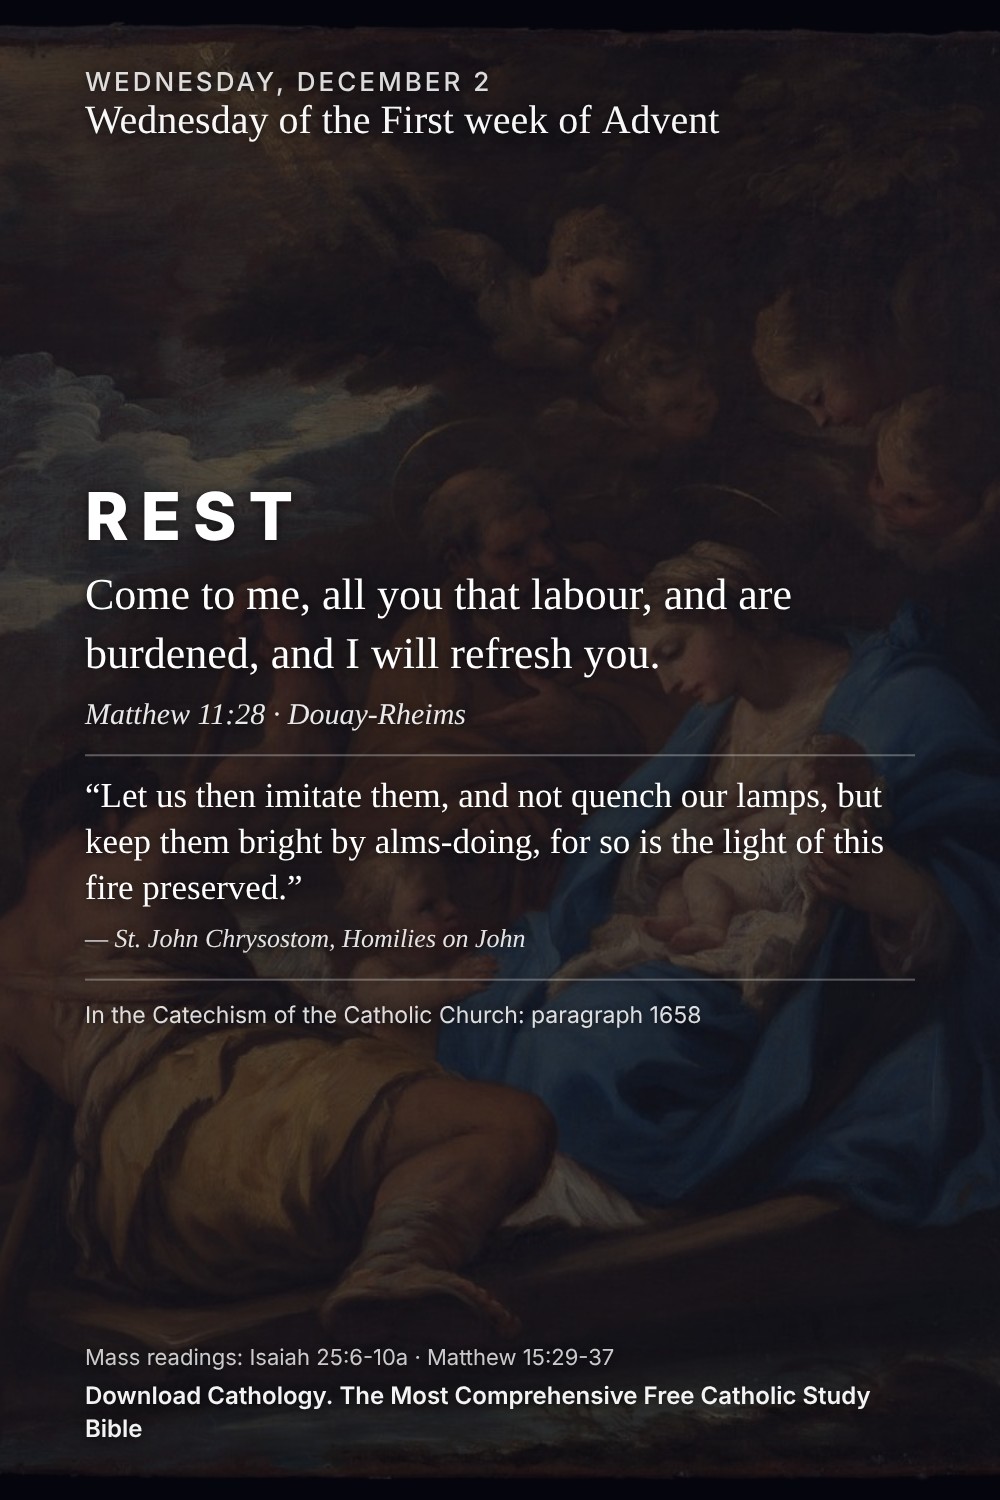 WEDNESDAY, DECEMBER 2
Wednesday of the First week of Advent
REST
Come to me, all you that labour, and are
burdened, and I will refresh you.
Matthew 11:28 · Douay-Rheims
“Let us then imitate them, and not quench our lamps, but
keep them bright by alms-doing, for so is the light of this
fire preserved.”
— St. John Chrysostom, Homilies on John
In the Catechism of the Catholic Church: paragraph 1658
Mass readings: Isaiah 25:6-10a · Matthew 15:29-37
Download Cathology. The Most Comprehensive Free Catholic Study
Bible